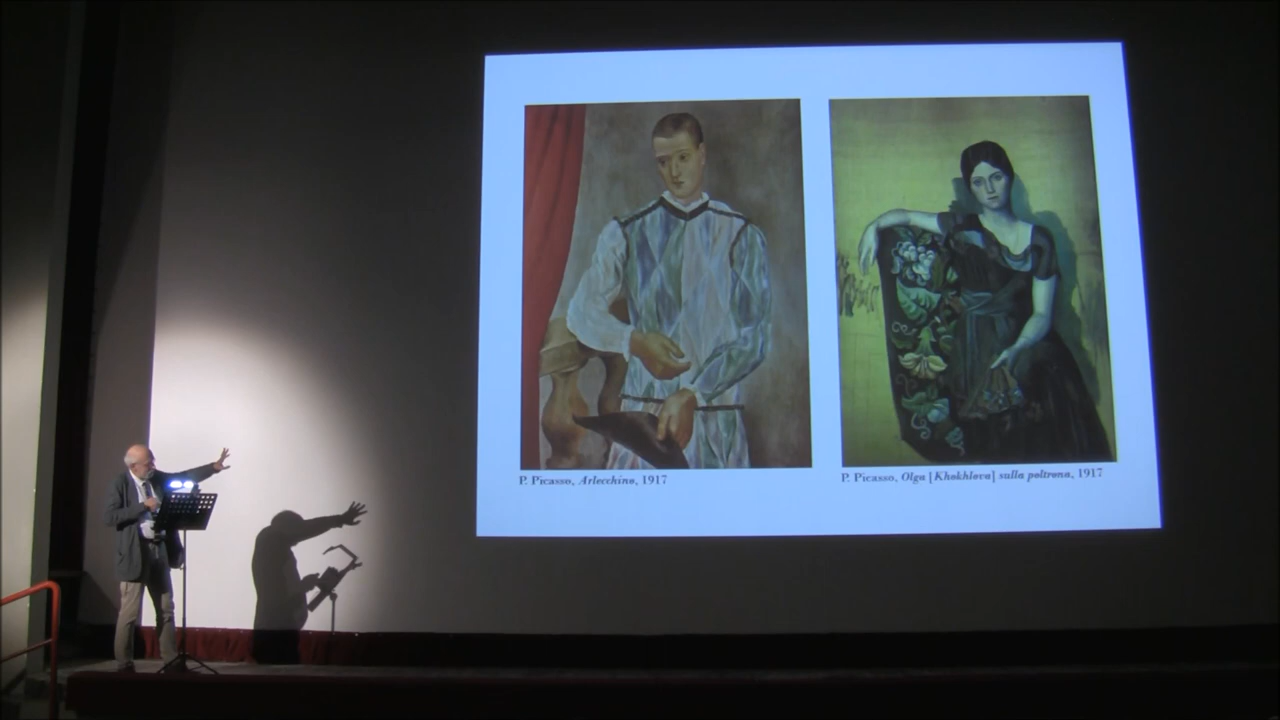 P. Picasso, Arlecchino, 1917
P. Picasso, Olga [Khokhlova] sulla poltrona, 1917